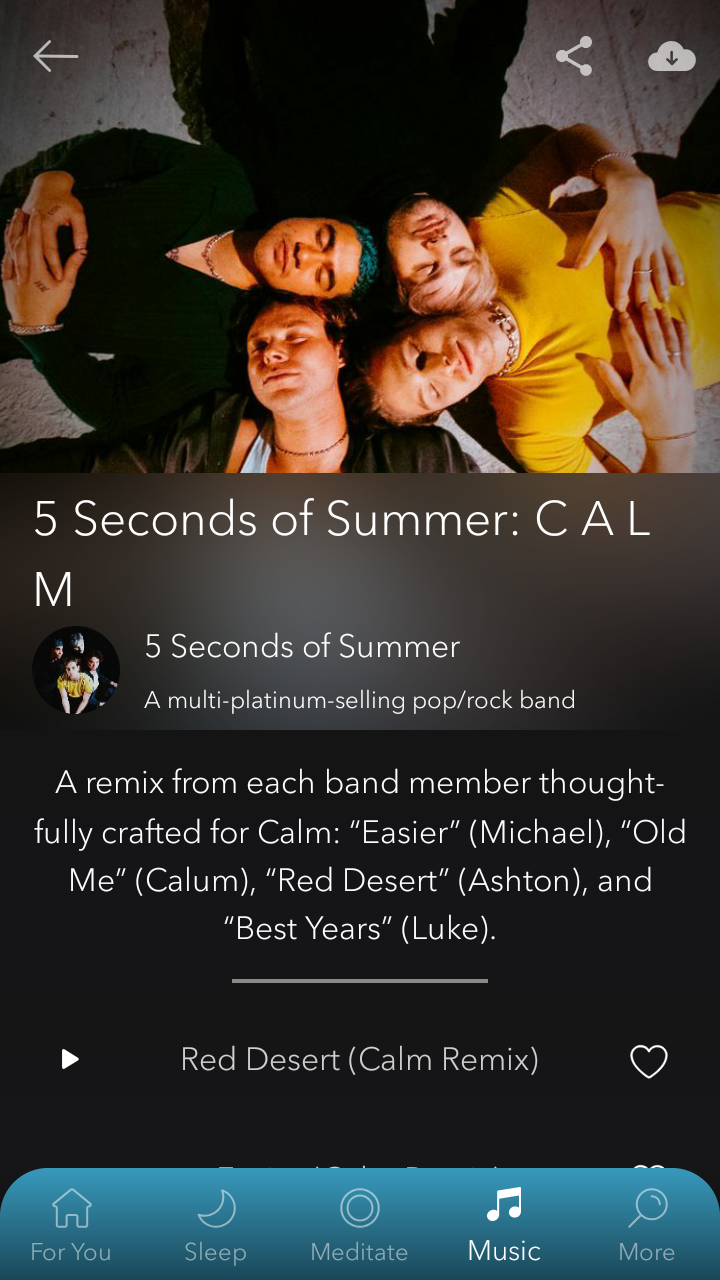 5 Seconds of Summer: C A L
M
5 Seconds of Summer
A multi-platinum-selling pop/rock band
A remix from each band member thought-
fully crafted for Calm: “Easier” (Michael), “Old
Me” (Calum), “Red Desert” (Ashton), and
“Best Years” (Luke).
Red Desert (Calm Remix)
For You
Sleep
Meditate
Music
More